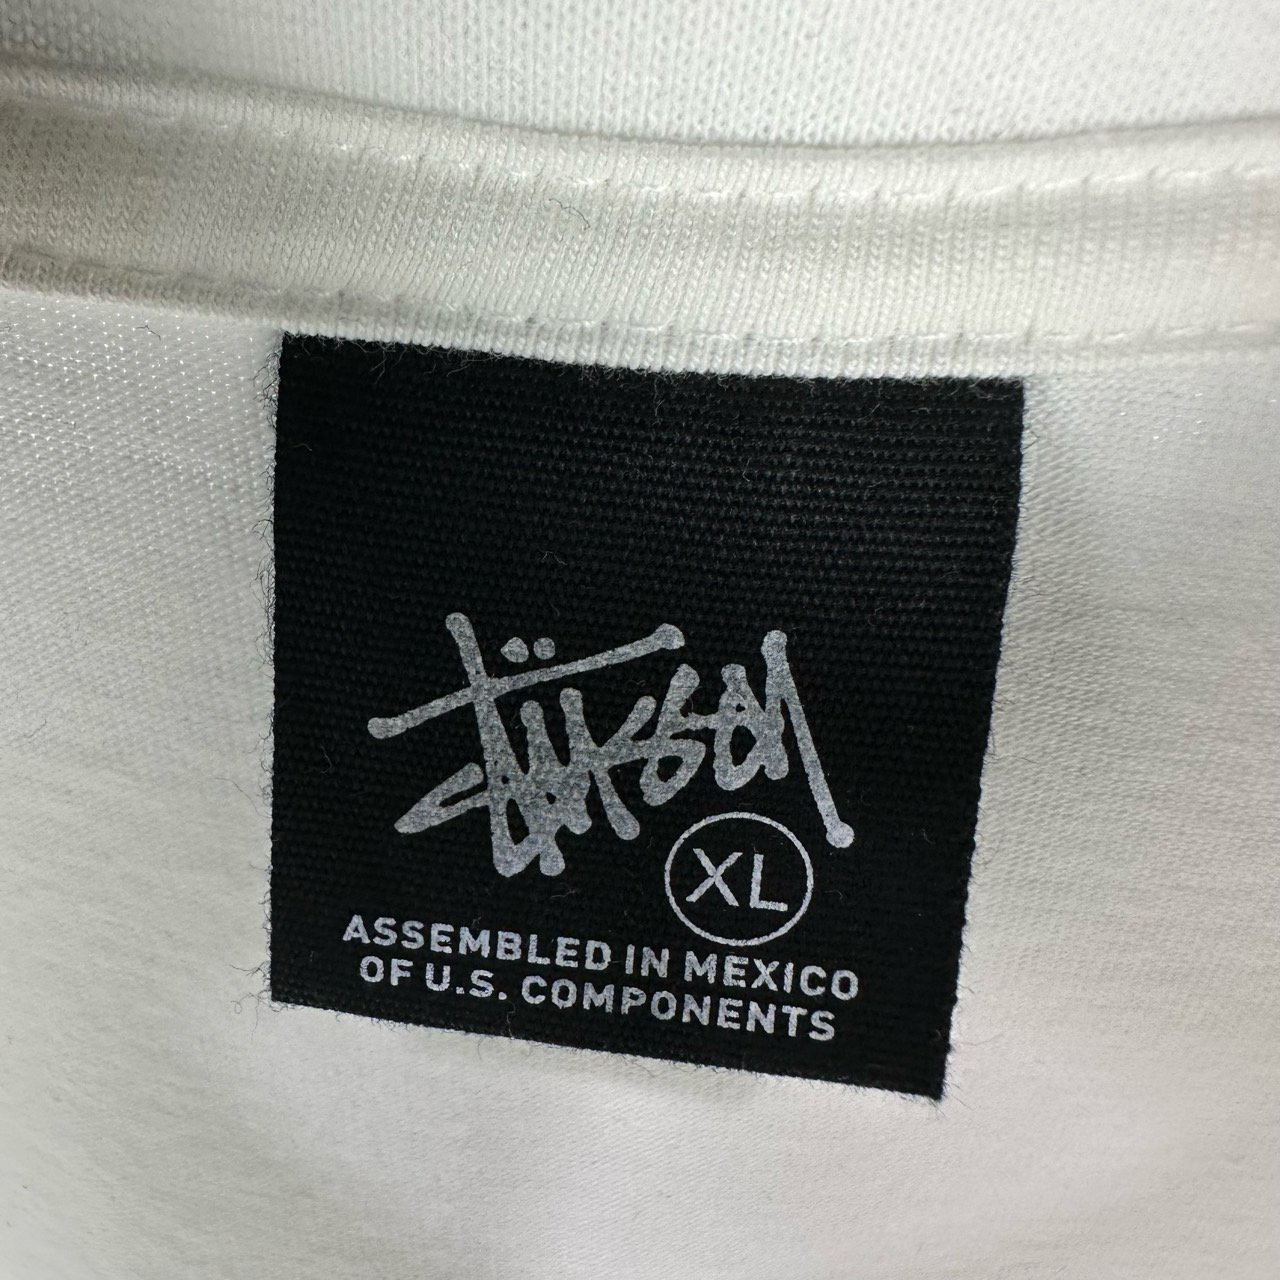 Stüssy
XL
ASSEMBLED IN MEXICO
OF U.S. COMPONENTS